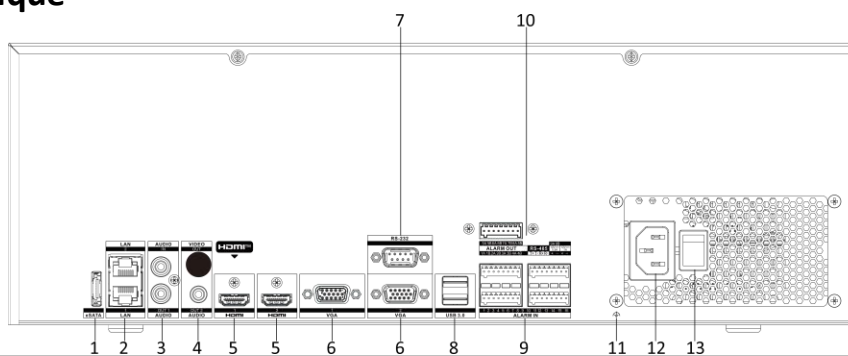 ique
7 10
RS-232
LAN AUDIO VIDEO
IN OUT
HDMI
ALARM OUT RS-485
eSATA LAN AUDIO AUDIO HDMI HDMI VGA VGA USB 3.0 ALARM IN
1 2 3 4 5 5 6 6 8 9 11 12 13